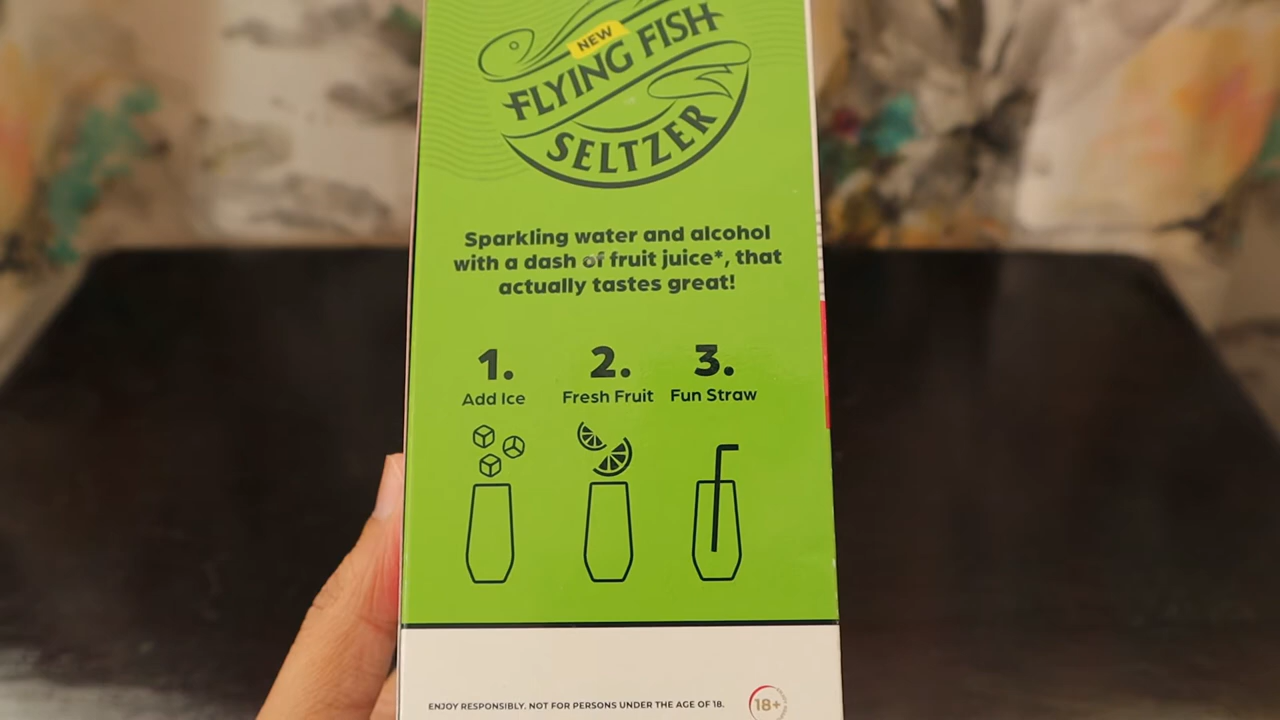 NEW
FLYING FISH
SELTZER
Sparkling water and alcohol
with a dash of fruit juice*, that
actually tastes great!
1. 2. 3.
Add Ice Fresh Fruit Fun Straw
ENJOY RESPONSIBLY. NOT FOR PERSONS UNDER THE AGE OF 18.
18+